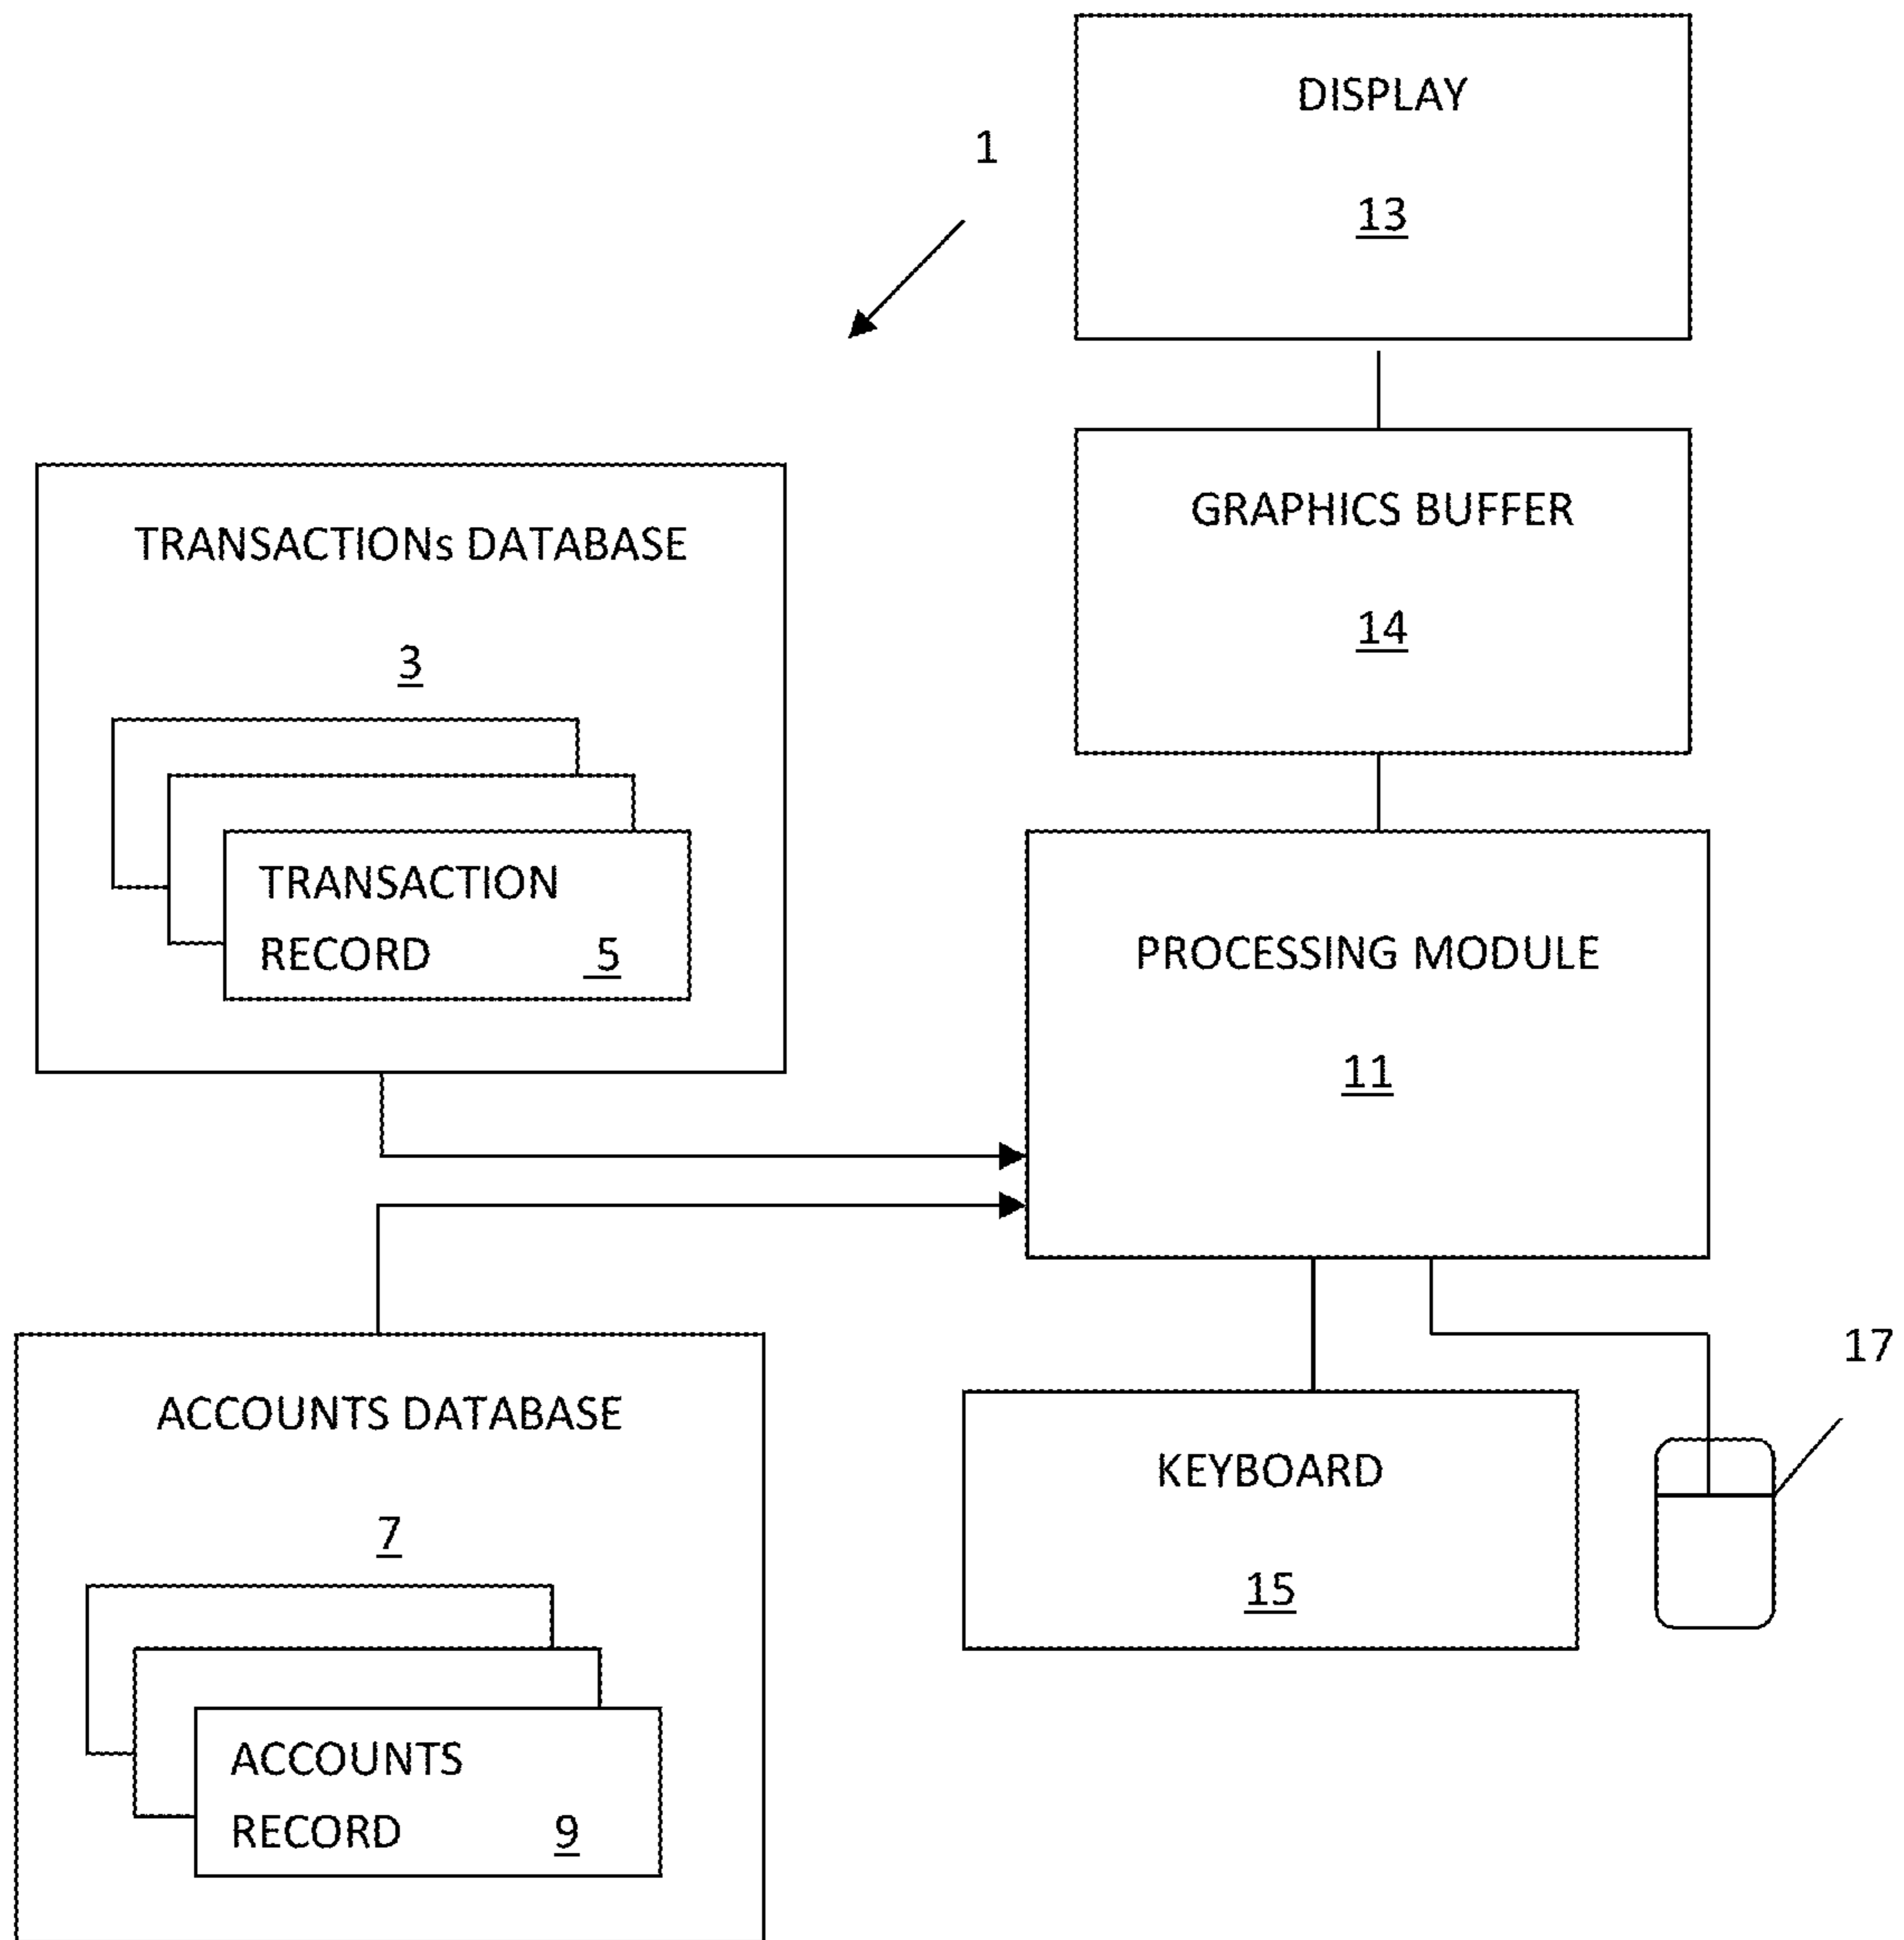 DISPLAY
13
1
GRAPHICS BUFFER
14
TRANSACTIONs DATABASE
3
TRANSACTION
RECORD 5
PROCESSING MODULE
11
ACCOUNTS DATABASE
7
ACCOUNTS
RECORD 9
KEYBOARD
15
17